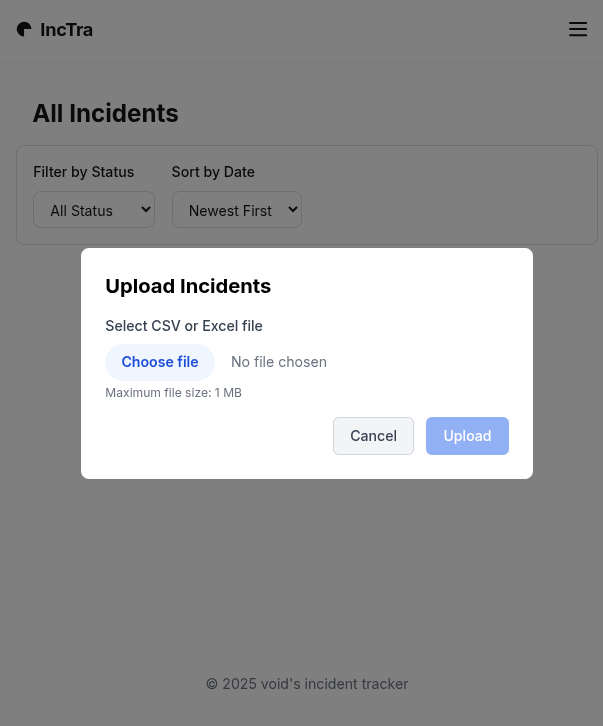 IncTra
All Incidents
Filter by Status
Sort by Date
All Status
Newest First
Upload Incidents
Select CSV or Excel file
Choose file No file chosen
Maximum file size: 1 MB
Cancel
Upload
© 2025 void's incident tracker